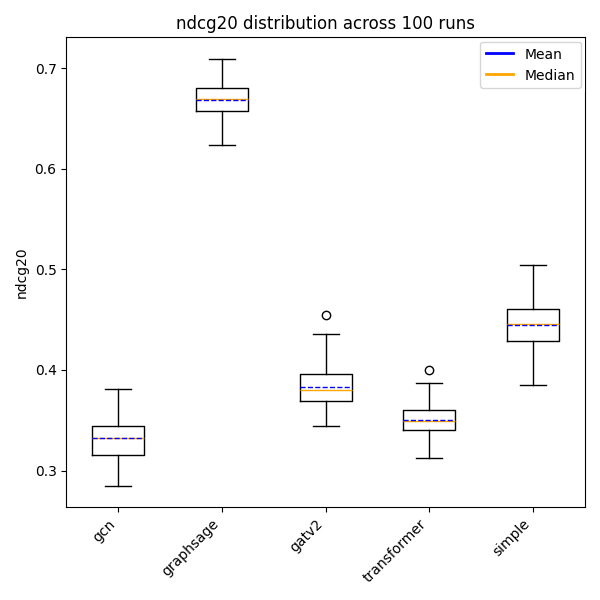 ndcg20 distribution across 100 runs
Mean
Median
ndcg20
0.7
0.6
0.5
0.4
0.3
gcn
graphsage
gatv2
transformer
simple